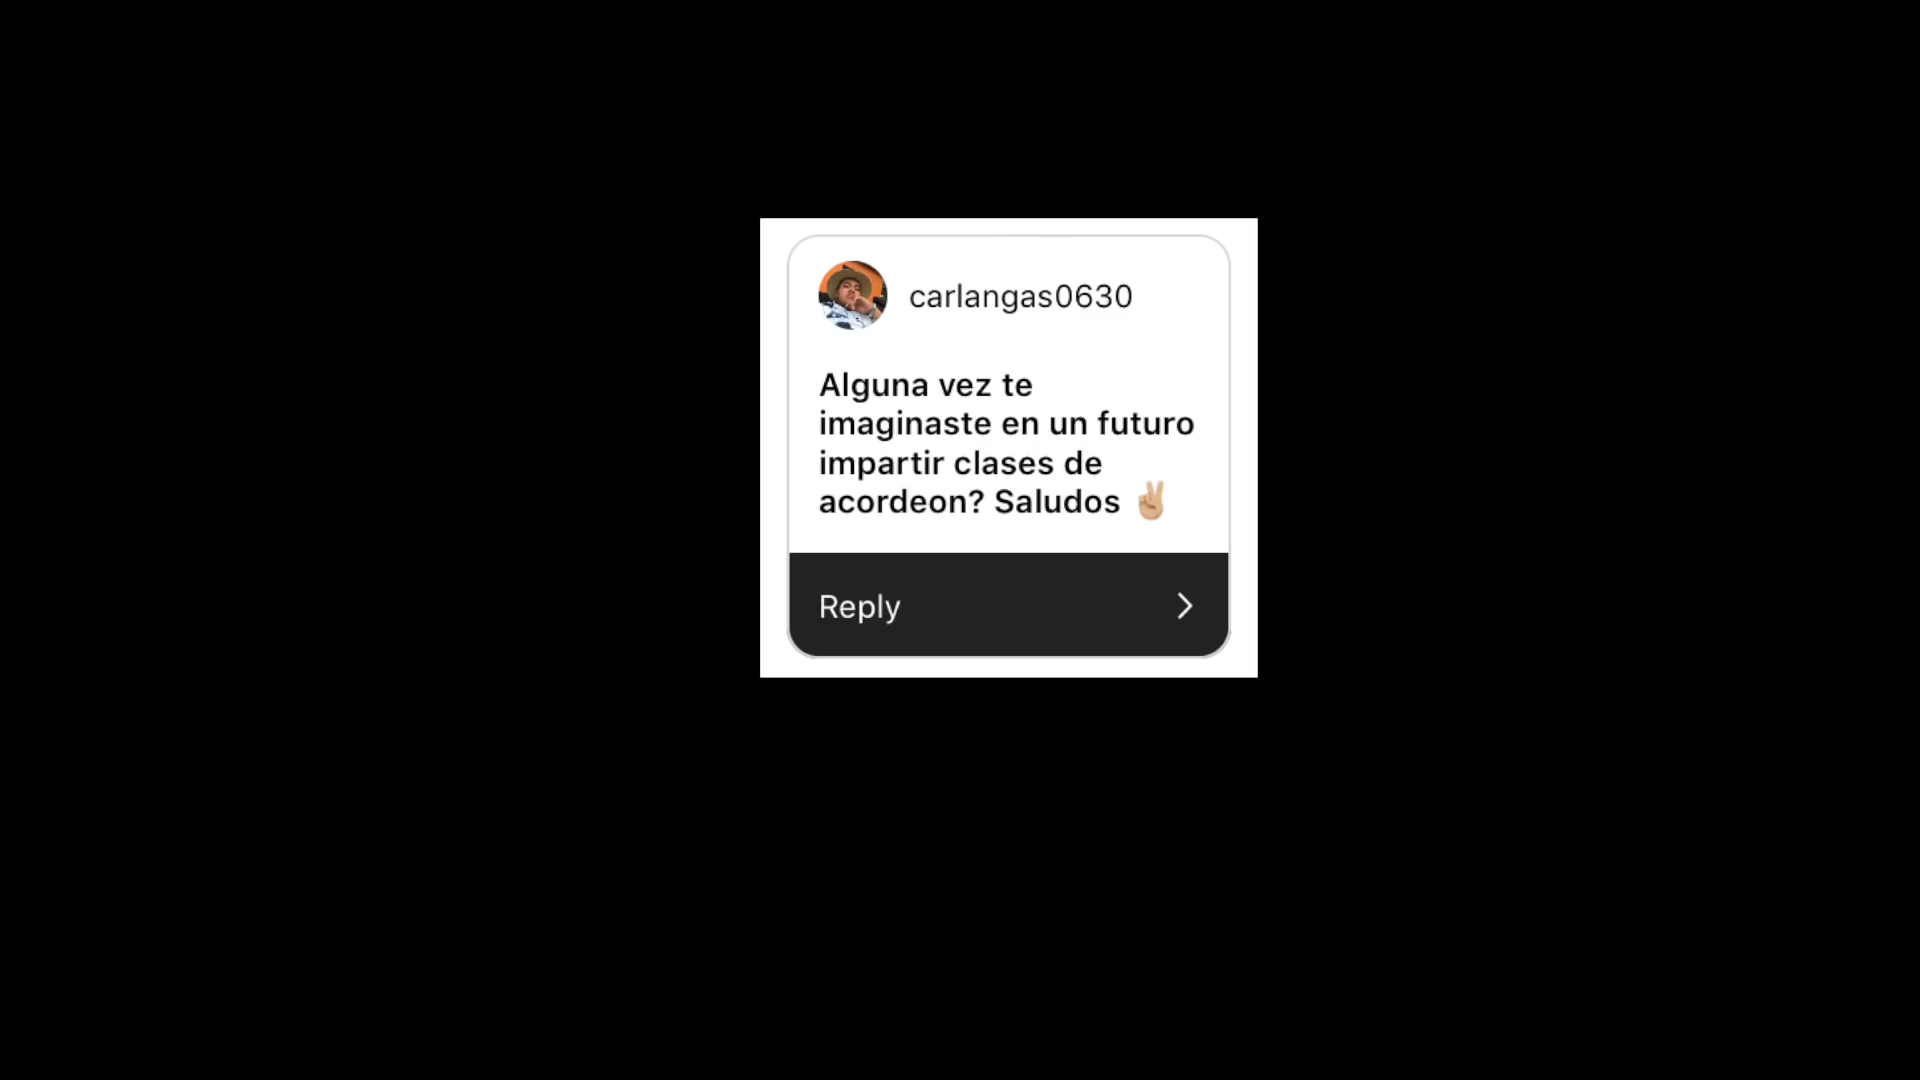 carlangas0630
Alguna vez te
imaginaste en un futuro
impartir clases de
acordeon? Saludos ✌🏼
Reply